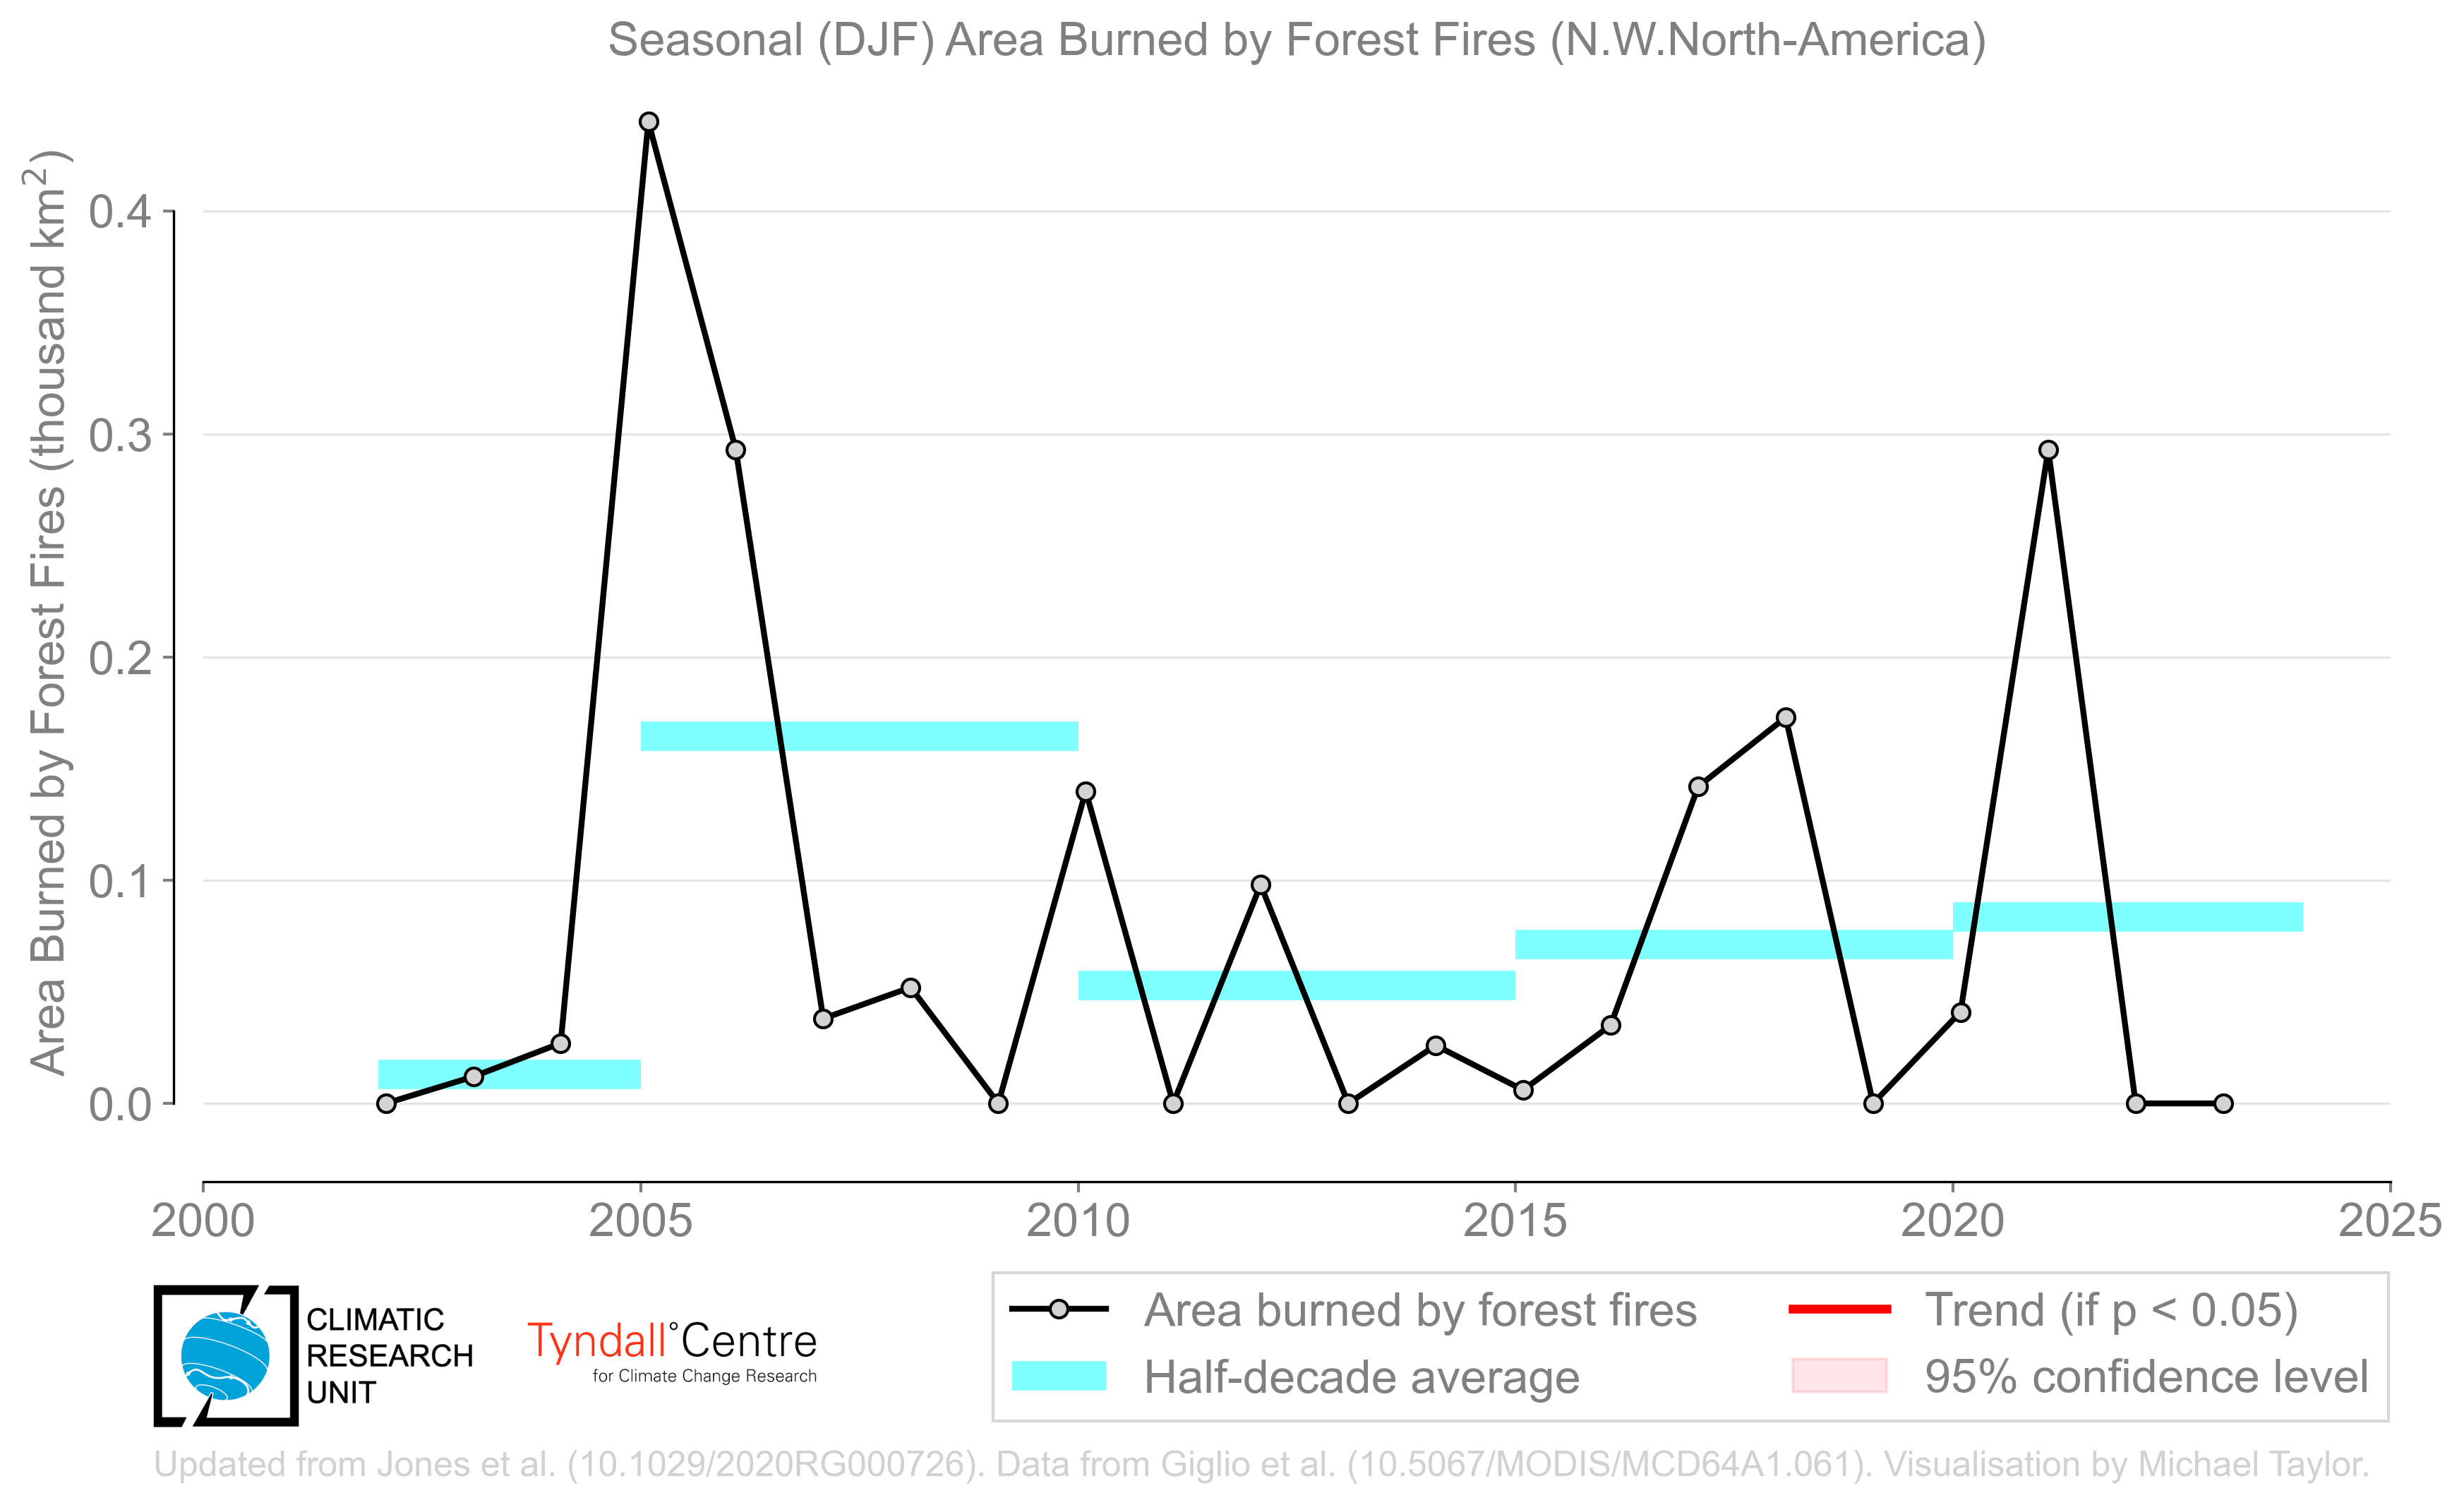 Seasonal (DJF) Area Burned by Forest Fires (N.W.North-America)
Area Burned by Forest Fires (thousand km²)
0.4
0.3
0.2
0.1
0.0
2000 2005 2010 2015 2020 2025
CLIMATIC
RESEARCH
UNIT
Tyndall°Centre
for Climate Change Research
Area burned by forest fires
Half-decade average
Trend (if p < 0.05)
95% confidence level
Updated from Jones et al. (10.1029/2020RG000726). Data from Giglio et al. (10.5067/MODIS/MCD64A1.061). Visualisation by Michael Taylor.